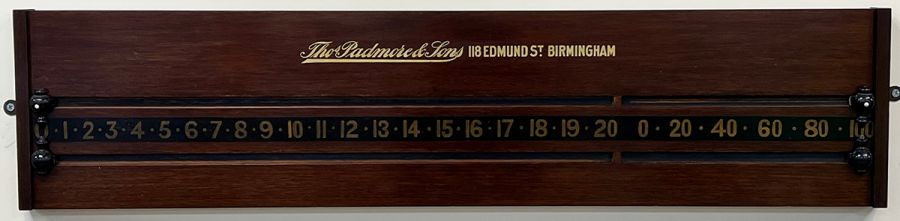 Thos Padmore & Sons 118 EDMUND ST BIRMINGHAM
0 · 1 · 2 · 3 · 4 · 5 · 6 · 7 · 8 · 9 · 10 · 11 · 12 · 13 · 14 · 15 · 16 · 17 · 18 · 19 · 20 0 · 20 · 40 · 60 · 80 · 100